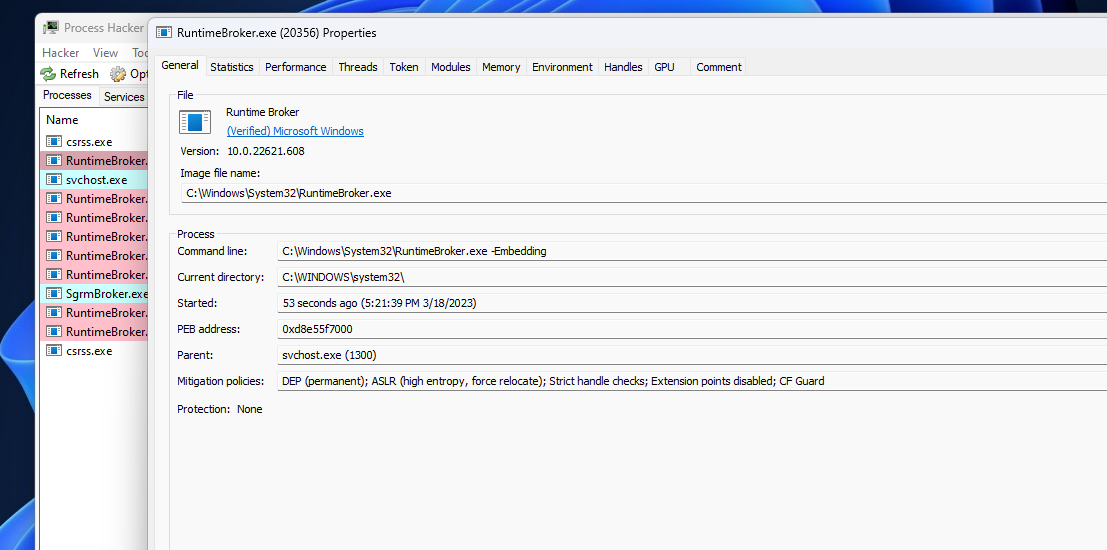 Process Hacker
Hacker View Too
Refresh Opt
Processes Services
Name
csrss.exe
RuntimeBroker.
svchost.exe
RuntimeBroker.
RuntimeBroker.
RuntimeBroker.
RuntimeBroker.
RuntimeBroker.
SgrmBroker.exe
RuntimeBroker.
RuntimeBroker.
csrss.exe
RuntimeBroker.exe (20356) Properties
General Statistics Performance Threads Token Modules Memory Environment Handles GPU Comment
File
Runtime Broker
(Verified) Microsoft Windows
Version: 10.0.22621.608
Image file name:
C:\Windows\System32\RuntimeBroker.exe
Process
Command line: C:\Windows\System32\RuntimeBroker.exe -Embedding
Current directory: C:\WINDOWS\system32\
Started: 53 seconds ago (5:21:39 PM 3/18/2023)
PEB address: 0xd8e55f7000
Parent: svchost.exe (1300)
Mitigation policies: DEP (permanent); ASLR (high entropy, force relocate); Strict handle checks; Extension points disabled; CF Guard
Protection: None